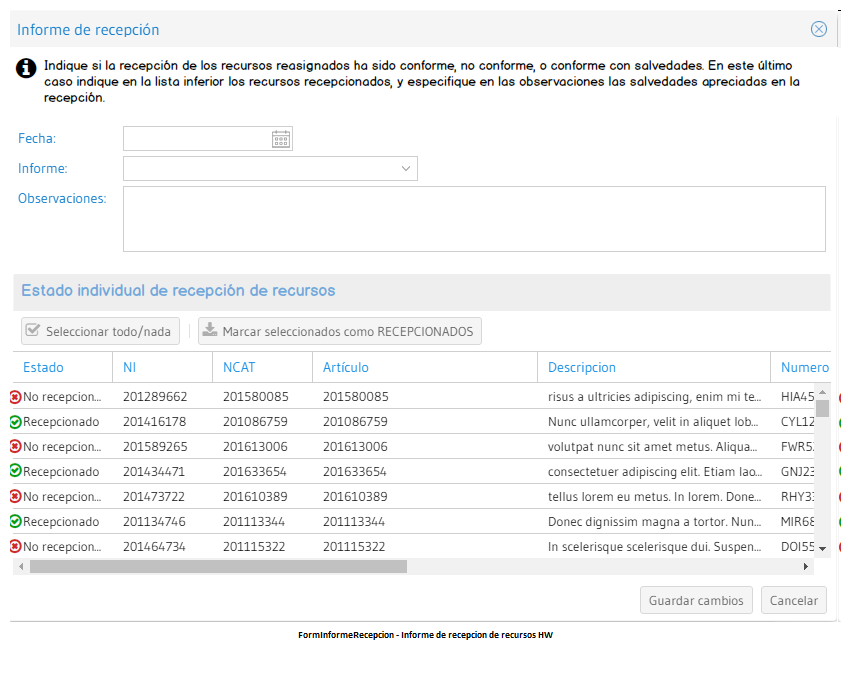 Informe de recepción
Indique si la recepción de los recursos reasignados ha sido conforme, no conforme, o conforme con salvedades. En este último
caso indique en la lista inferior los recursos recepcionados, y especifique en las observaciones las salvedades apreciadas en la
recepción.
Fecha:
Informe:
Observaciones:
Estado individual de recepción de recursos
Seleccionar todo/nada Marcar seleccionados como RECEPCIONADOS
Estado NI NCAT Artículo Descripcion Numero
No recepcion... 201289662 201580085 201580085 risus a ultricies adipiscing, enim mi te... HIA45
Recepcionado 201416178 201086759 201086759 Nunc ullamcorper, velit in aliquet lob... CYL12
No recepcion... 201589265 201613006 201613006 volutpat nunc sit amet metus. Aliqua... FWR5
Recepcionado 201434471 201633654 201633654 consectetuer adipiscing elit. Etiam lao... GNJ23
No recepcion... 201473722 201610389 201610389 tellus lorem eu metus. In lorem. Done... RHY33
Recepcionado 201134746 201113344 201113344 Donec dignissim magna a tortor. Nun... MIR68
No recepcion... 201464734 201115322 201115322 In scelerisque scelerisque dui. Suspen... DOI55
Guardar cambios Cancelar
FormInformeRecepcion - Informe de recepcion de recursos HW